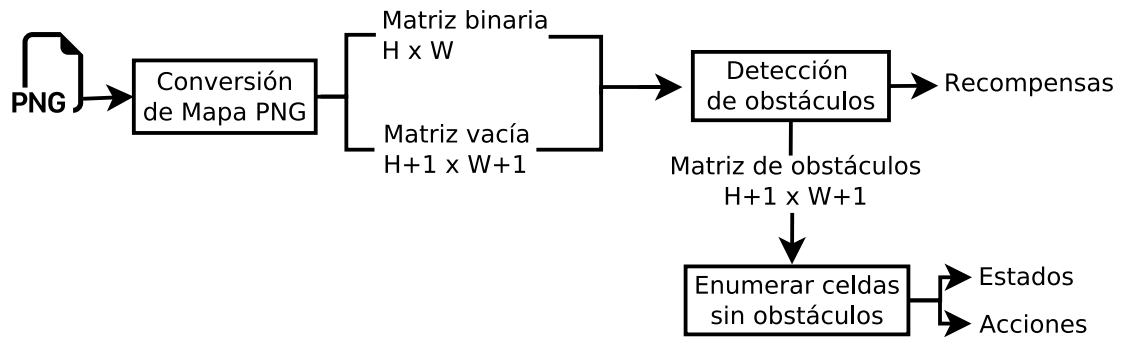 PNG
Conversión
de Mapa PNG
Matriz binaria
H x W
Matriz vacía
H+1 x W+1
Detección
de obstáculos
Recompensas
Matriz de obstáculos
H+1 x W+1
Enumerar celdas
sin obstáculos
Estados
Acciones